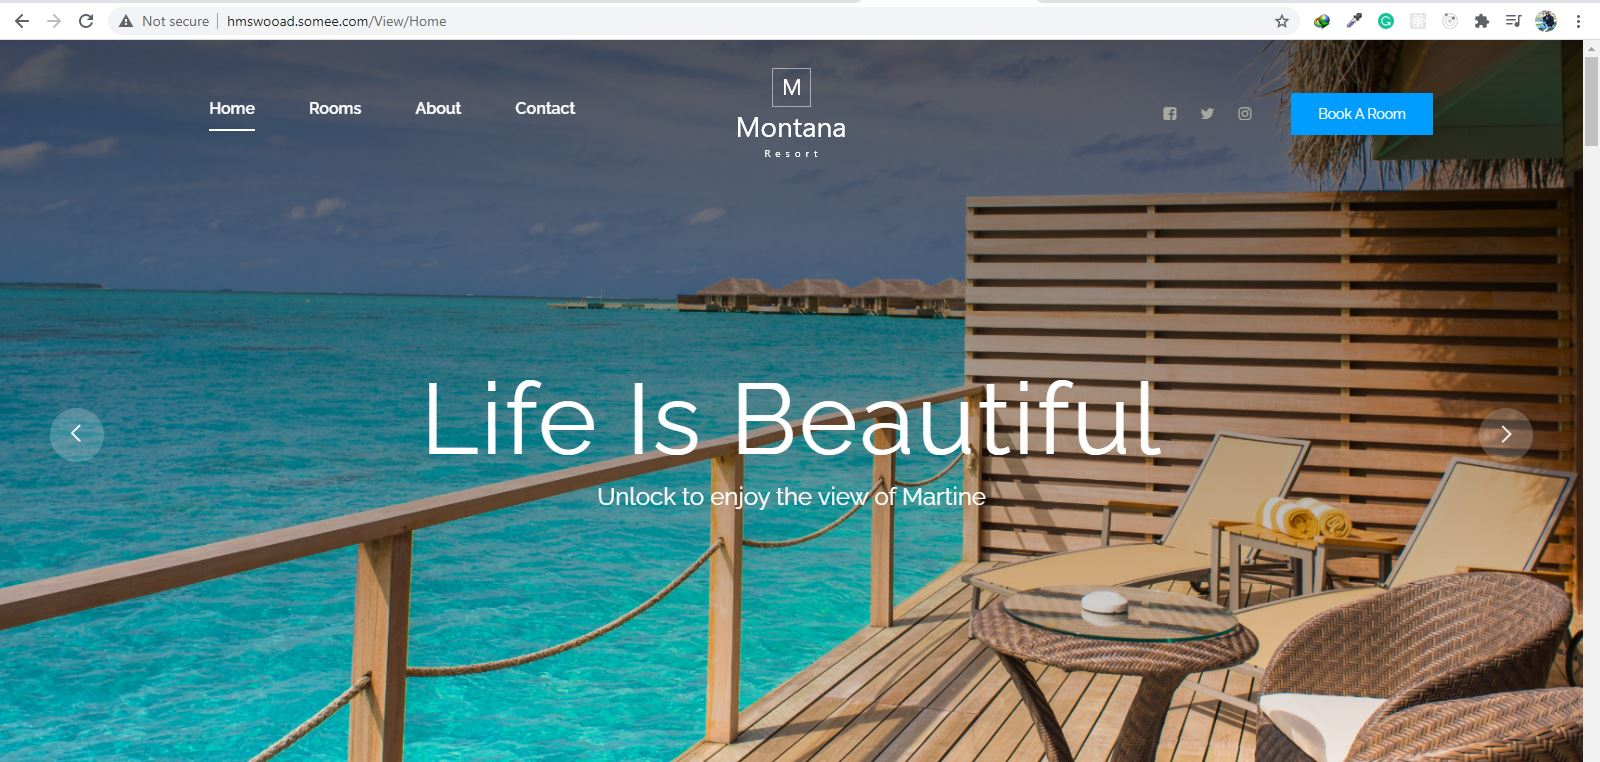 Not secure
hmswooad.somee.com/View/Home
Home Rooms About Contact
M
Montana
Resort
Book A Room
Life Is Beautiful
Unlock to enjoy the view of Martine